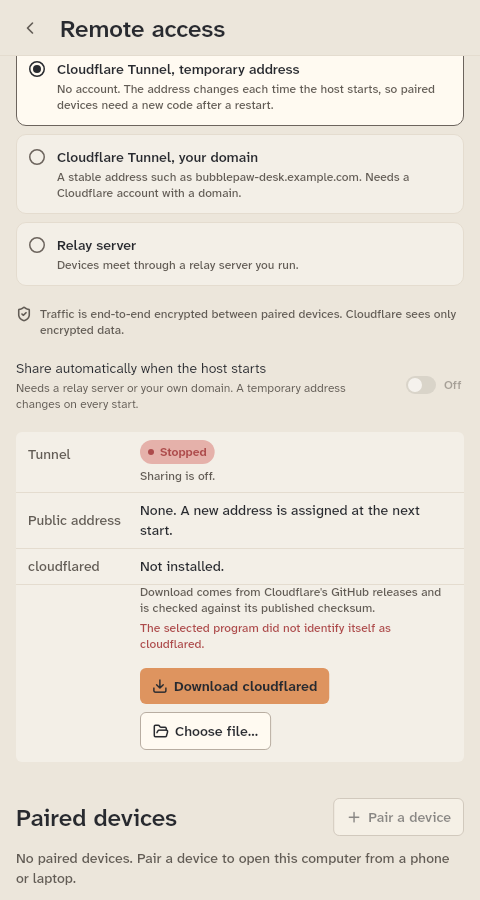 Remote access
Cloudflare Tunnel, temporary address
No account. The address changes each time the host starts, so paired
devices need a new code after a restart.
Cloudflare Tunnel, your domain
A stable address such as bubblepaw-desk.example.com. Needs a
Cloudflare account with a domain.
Relay server
Devices meet through a relay server you run.
Traffic is end-to-end encrypted between paired devices. Cloudflare sees only
encrypted data.
Share automatically when the host starts
Needs a relay server or your own domain. A temporary address
changes on every start.
Off
Tunnel
Stopped
Sharing is off.
Public address
None. A new address is assigned at the next
start.
cloudflared
Not installed.
Download comes from Cloudflare's GitHub releases and
is checked against its published checksum.
The selected program did not identify itself as
cloudflared.
Download cloudflared
Choose file...
Paired devices
Pair a device
No paired devices. Pair a device to open this computer from a phone
or laptop.